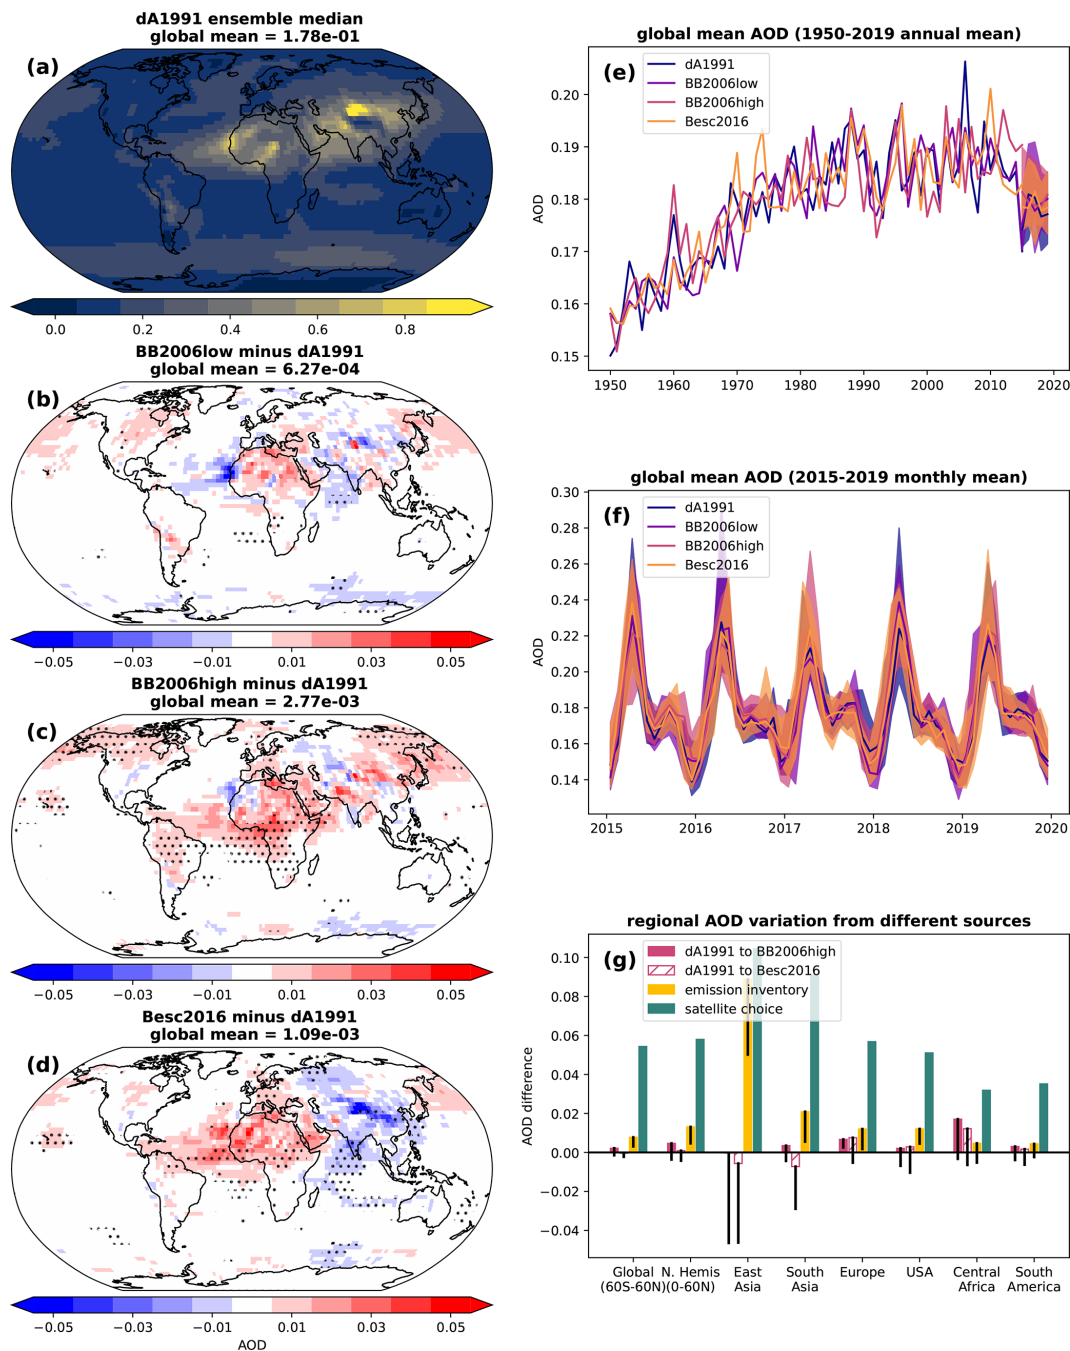 dA1991 ensemble median
global mean = 1.78e-01
(a)
0.0 0.2 0.4 0.6 0.8
BB2006low minus dA1991
global mean = 6.27e-04
(b)
−0.05 −0.03 −0.01 0.01 0.03 0.05
BB2006high minus dA1991
global mean = 2.77e-03
(c)
−0.05 −0.03 −0.01 0.01 0.03 0.05
Besc2016 minus dA1991
global mean = 1.09e-03
(d)
−0.05 −0.03 −0.01 0.01 0.03 0.05
AOD
global mean AOD (1950-2019 annual mean)
(e)
dA1991
BB2006low
BB2006high
Besc2016
AOD
0.20
0.19
0.18
0.17
0.16
0.15
1950 1960 1970 1980 1990 2000 2010 2020
global mean AOD (2015-2019 monthly mean)
(f)
dA1991
BB2006low
BB2006high
Besc2016
AOD
0.30
0.28
0.26
0.24
0.22
0.20
0.18
0.16
0.14
2015 2016 2017 2018 2019 2020
regional AOD variation from different sources
(g)
dA1991 to BB2006high
dA1991 to Besc2016
emission inventory
satellite choice
AOD difference
0.10
0.08
0.06
0.04
0.02
0.00
−0.02
−0.04
Global N. Hemis East South Europe USA Central South
(60S-60N)(0-60N) Asia Asia Africa America